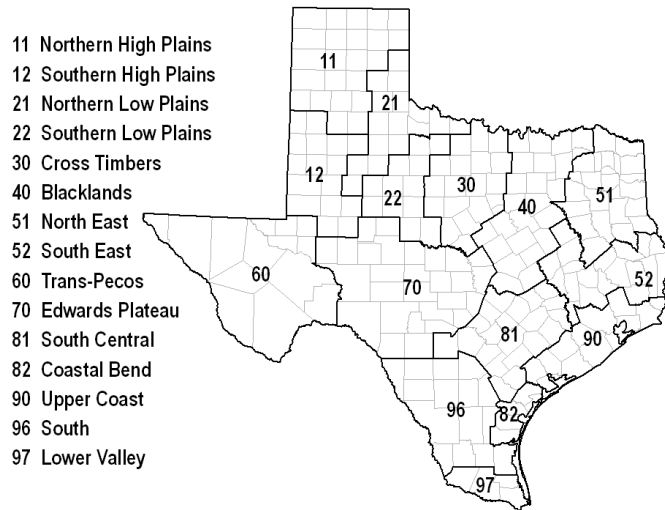 11 Northern High Plains
12 Southern High Plains
21 Northern Low Plains
22 Southern Low Plains
30 Cross Timbers
40 Blacklands
51 North East
52 South East
60 Trans-Pecos
70 Edwards Plateau
81 South Central
82 Coastal Bend
90 Upper Coast
96 South
97 Lower Valley
11
21
12
22
30
40
51
60
70
52
81
90
96
82
97